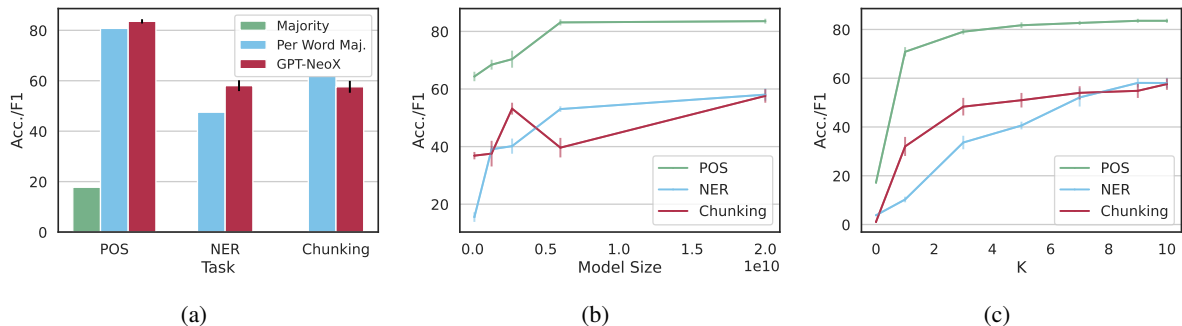 Acc./F1
80
60
40
20
0
Majority
Per Word Maj.
GPT-NeoX
POS
NER
Chunking
Task
(a)
Acc./F1
80
60
40
20
POS
NER
Chunking
0.0
0.5
1.0
1.5
2.0
1e10
Model Size
(b)
Acc./F1
80
60
40
20
0
POS
NER
Chunking
0
2
4
6
8
10
K
(c)